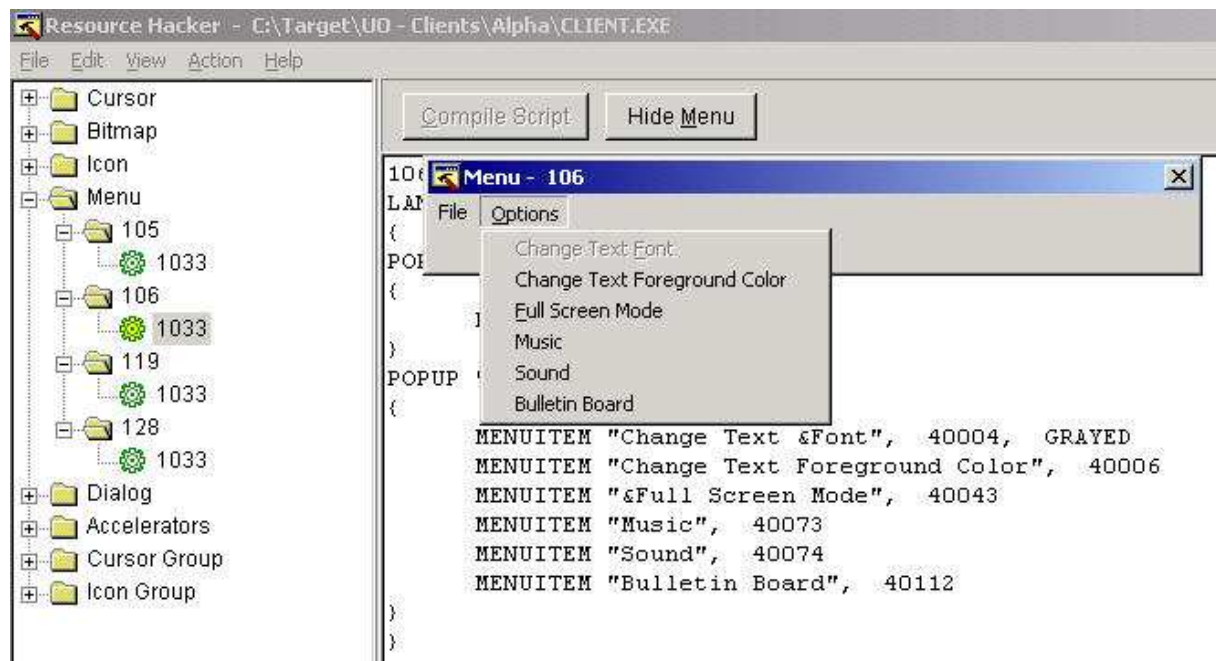 Resource Hacker - C:\Target\UO - Clients\Alpha\CLIENT.EXE
File Edit View Action Help
Cursor
Bitmap
Icon
Menu
105
1033
106
1033
119
1033
128
1033
Dialog
Accelerators
Cursor Group
Icon Group
Compile Script Hide Menu
106
{
{
}
POPUP "
{
MENUITEM "Change Text &Font", 40004, GRAYED
MENUITEM "Change Text Foreground Color", 40006
MENUITEM "&Full Screen Mode", 40043
MENUITEM "Music", 40073
MENUITEM "Sound", 40074
MENUITEM "Bulletin Board", 40112
}
}
Menu - 106
File Options
Change Text Font
Change Text Foreground Color
Full Screen Mode
Music
Sound
Bulletin Board